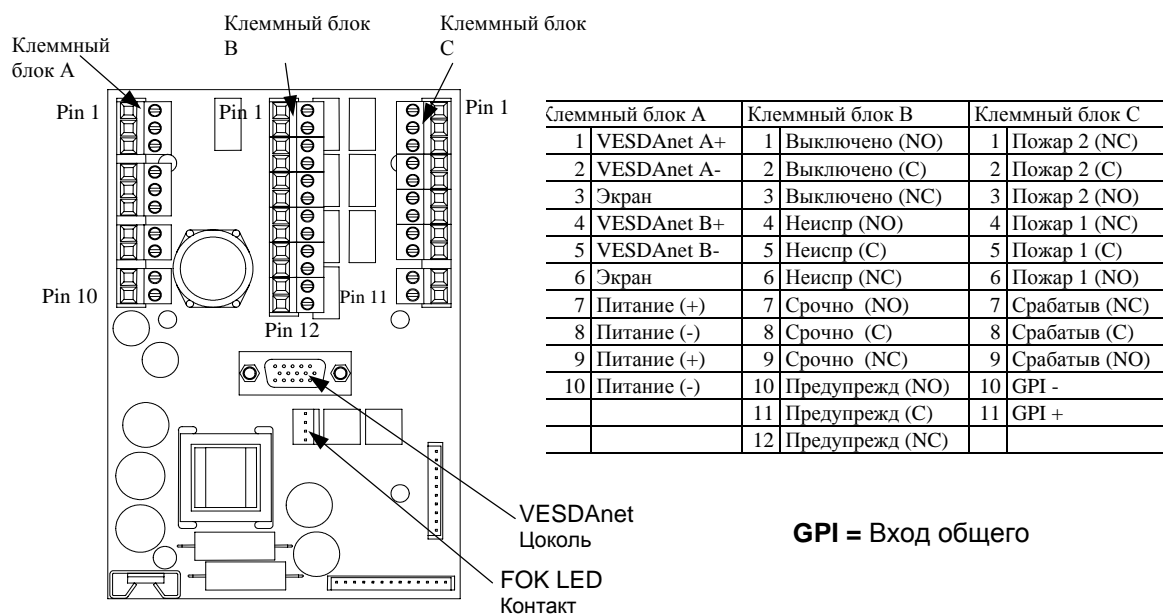 Клеммный
блок A
Клеммный блок
B
Клеммный блок
C
Pin 1
Pin 1
Pin 1
Pin 10
Pin 11
Pin 12
VESDAnet
Цоколь
FOK LED
Контакт
Клеммный блок A Клеммный блок B Клеммный блок C
1 VESDAnet A+ 1 Выключено (NO) 1 Пожар 2 (NC)
2 VESDAnet A- 2 Выключено (C) 2 Пожар 2 (C)
3 Экран 3 Выключено (NC) 3 Пожар 2 (NO)
4 VESDAnet B+ 4 Неиспр (NO) 4 Пожар 1 (NC)
5 VESDAnet B- 5 Неиспр (C) 5 Пожар 1 (C)
6 Экран 6 Неиспр (NC) 6 Пожар 1 (NO)
7 Питание (+) 7 Срочно (NO) 7 Срабатыв (NC)
8 Питание (-) 8 Срочно (C) 8 Срабатыв (C)
9 Питание (+) 9 Срочно (NC) 9 Срабатыв (NO)
10 Питание (-) 10 Предупрежд (NO) 10 GPI -
11 Предупрежд (C) 11 GPI +
12 Предупрежд (NC)
GPI = Вход общего